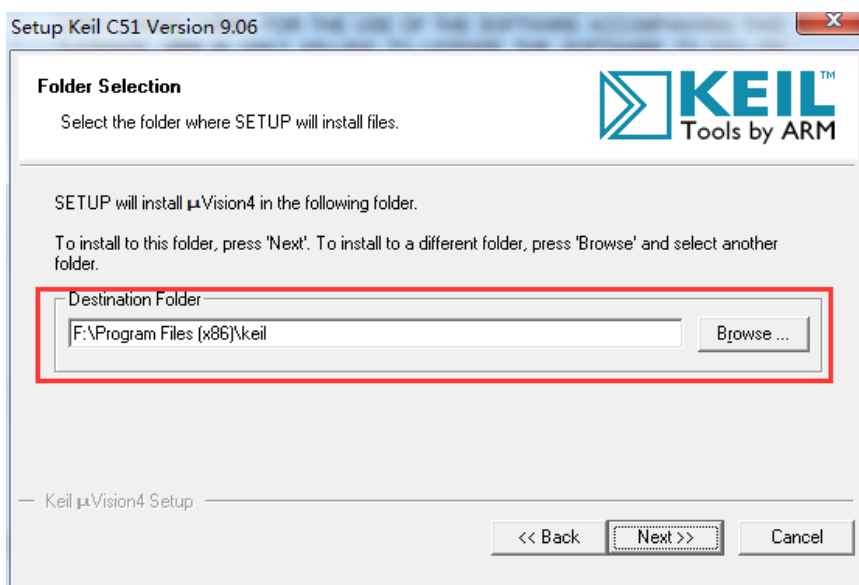 Setup Keil C51 Version 9.06
Folder Selection
Select the folder where SETUP will install files.
KEIL™
Tools by ARM
SETUP will install µVision4 in the following folder.
To install to this folder, press 'Next'. To install to a different folder, press 'Browse' and select another
folder.
Destination Folder
F:\Program Files (x86)\keil
Browse ...
Keil µVision4 Setup
<< Back
Next >>
Cancel